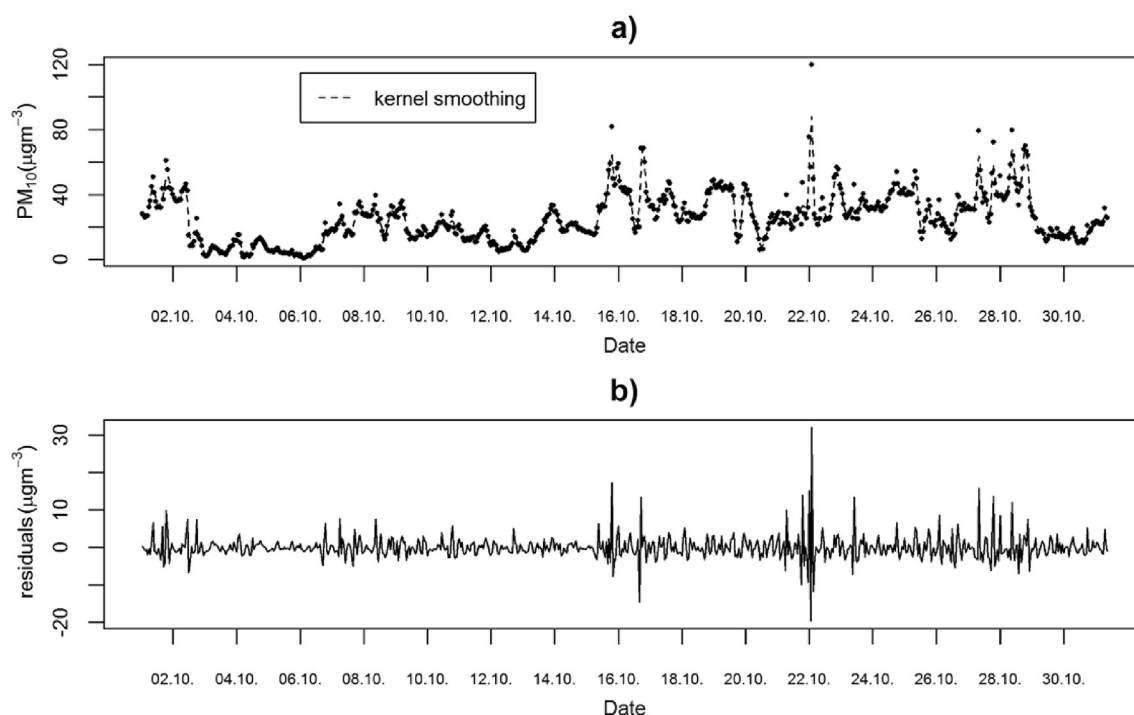 a)
PM₁₀(µgm⁻³)
120
80
40
0
kernel smoothing
02.10. 04.10. 06.10. 08.10. 10.10. 12.10. 14.10. 16.10. 18.10. 20.10. 22.10. 24.10. 26.10. 28.10. 30.10.
Date
b)
residuals(µgm⁻³)
30
10
0
-20
02.10. 04.10. 06.10. 08.10. 10.10. 12.10. 14.10. 16.10. 18.10. 20.10. 22.10. 24.10. 26.10. 28.10. 30.10.
Date